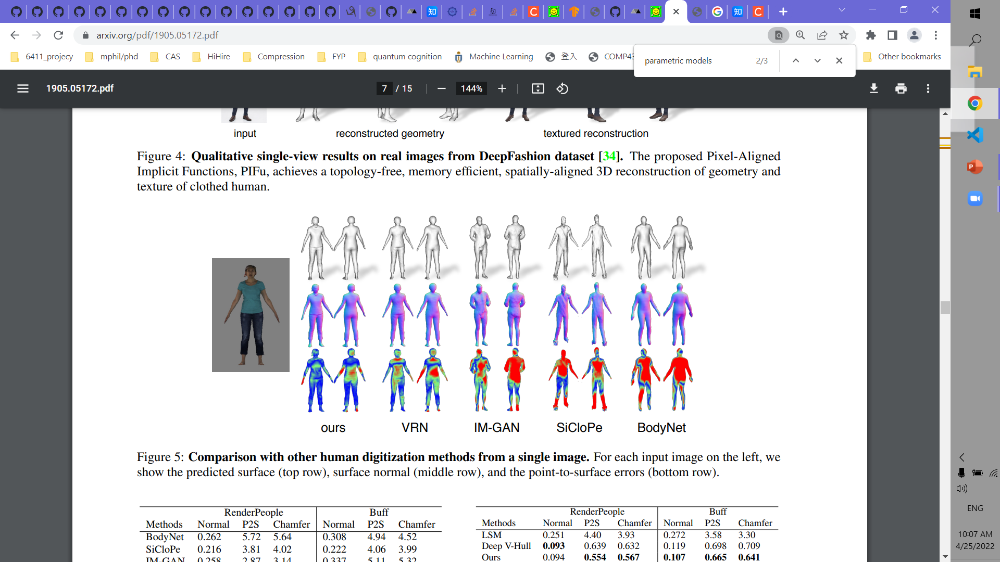 知
C
G
知
C
arxiv.org/pdf/1905.05172.pdf
6411_projecy
mphil/phd
CAS
HiHire
Compression
FYP
quantum cognition
Machine Learning
登入
COMP43
Other bookmarks
parametric models
2/3
1905.05172.pdf
7 / 15
144%
input
reconstructed geometry
textured reconstruction
Figure 4: Qualitative single-view results on real images from DeepFashion dataset [34]. The proposed Pixel-Aligned
Implicit Functions, PIFu, achieves a topology-free, memory efficient, spatially-aligned 3D reconstruction of geometry and
texture of clothed human.
ours
VRN
IM-GAN
SiCloPe
BodyNet
Figure 5: Comparison with other human digitization methods from a single image. For each input image on the left, we
show the predicted surface (top row), surface normal (middle row), and the point-to-surface errors (bottom row).
RenderPeople Buff
Methods Normal P2S Chamfer Normal P2S Chamfer
BodyNet 0.262 5.72 5.64 0.308 4.94 4.52
SiCloPe 0.216 3.81 4.02 0.222 4.06 3.99
IM-GAN 0.258 2.87 3.14 0.337 5.11 5.32
RenderPeople Buff
Methods Normal P2S Chamfer Normal P2S Chamfer
LSM 0.251 4.40 3.93 0.272 3.58 3.30
Deep V-Hull 0.093 0.639 0.632 0.119 0.698 0.709
Ours 0.094 0.554 0.567 0.107 0.665 0.641
ENG
10:07 AM
4/25/2022